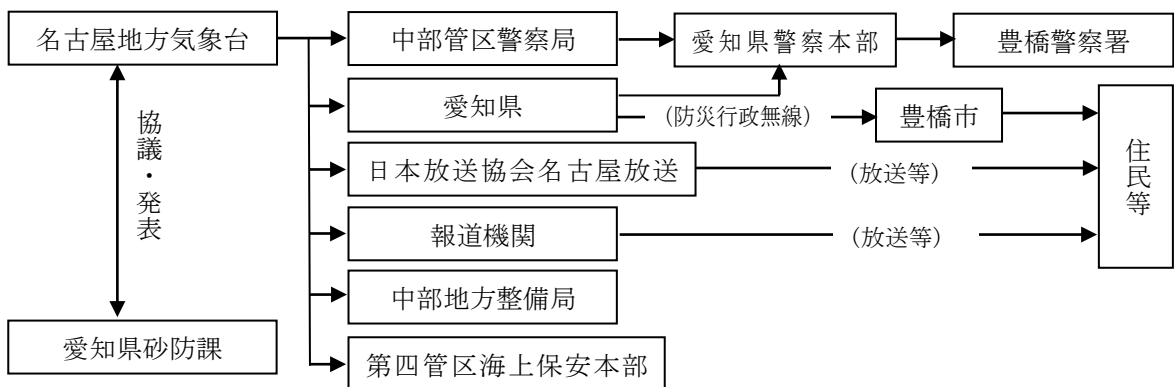 名古屋地方気象台
中部管区警察局
愛知県警察本部
豊橋警察署
愛知県
(防災行政無線)
豊橋市
住民等
協議・発表
日本放送協会名古屋放送
(放送等)
報道機関
(放送等)
中部地方整備局
愛知県砂防課
第四管区海上保安本部